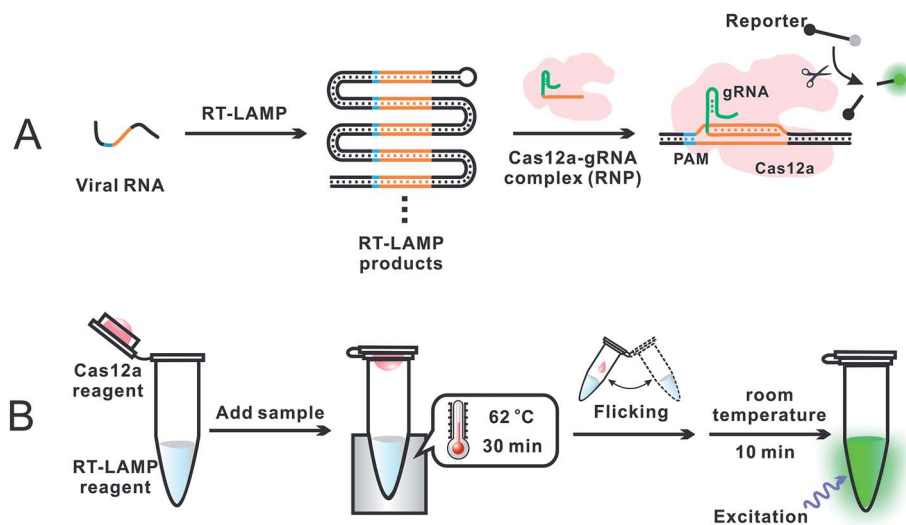 A
Viral RNA
RT-LAMP
RT-LAMP
products
Cas12a-gRNA
complex (RNP)
Reporter
gRNA
PAM
Cas12a
B
Cas12a
reagent
RT-LAMP
reagent
Add sample
62 °C
30 min
Flicking
room
temperature
10 min
Excitation